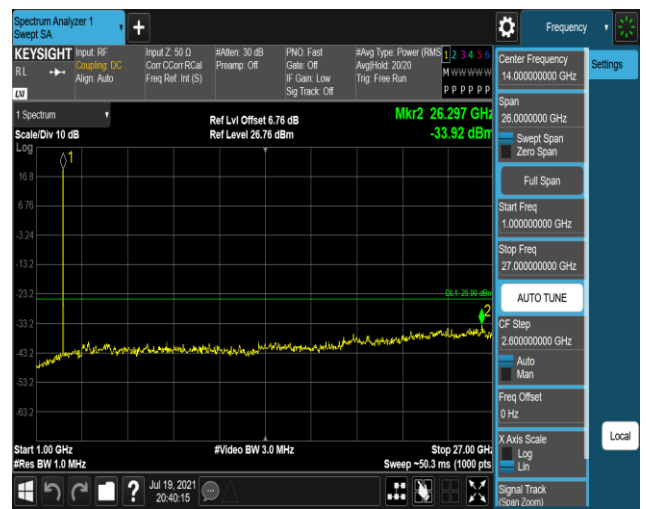 Spectrum Analyzer 1
Swept SA
+
Frequency
KEYSIGHT
RL
LXI
Input: RF
Coupling: DC
Align: Auto
Input Z: 50 Ω
Corr CCorr RCal
Freq Ref: Int (S)
#Atten: 30 dB
Preamp: Off
PNO: Fast
Gate: Off
IF Gain: Low
Sig Track: Off
#Avg Type: Power (RMS
Avg|Hold: 20/20
Trig: Free Run
1 2 3 4 5 6
M W W W W W
P P P P P P
1 Spectrum
Scale/Div 10 dB
Log
Ref Lvl Offset 6.76 dB
Ref Level 26.76 dBm
Mkr2 26.297 GHz
-33.92 dBm
1
16.8
6.76
-3.24
-13.2
-23.2
-33.2
-43.2
-53.2
-63.2
DL1 -25.00 dBm
2
Start 1.00 GHz
#Res BW 1.0 MHz
#Video BW 3.0 MHz
Stop 27.00 GHz
Sweep ~50.3 ms (1000 pts
Center Frequency
14.000000000 GHz
Settings
Span
26.0000000 GHz
Swept Span
Zero Span
Full Span
Start Freq
1.000000000 GHz
Stop Freq
27.000000000 GHz
AUTO TUNE
CF Step
2.600000000 GHz
Auto
Man
Freq Offset
0 Hz
X Axis Scale
Log
Lin
Local
Signal Track
(Span Zoom)
?
Jul 19, 2021
20:40:15